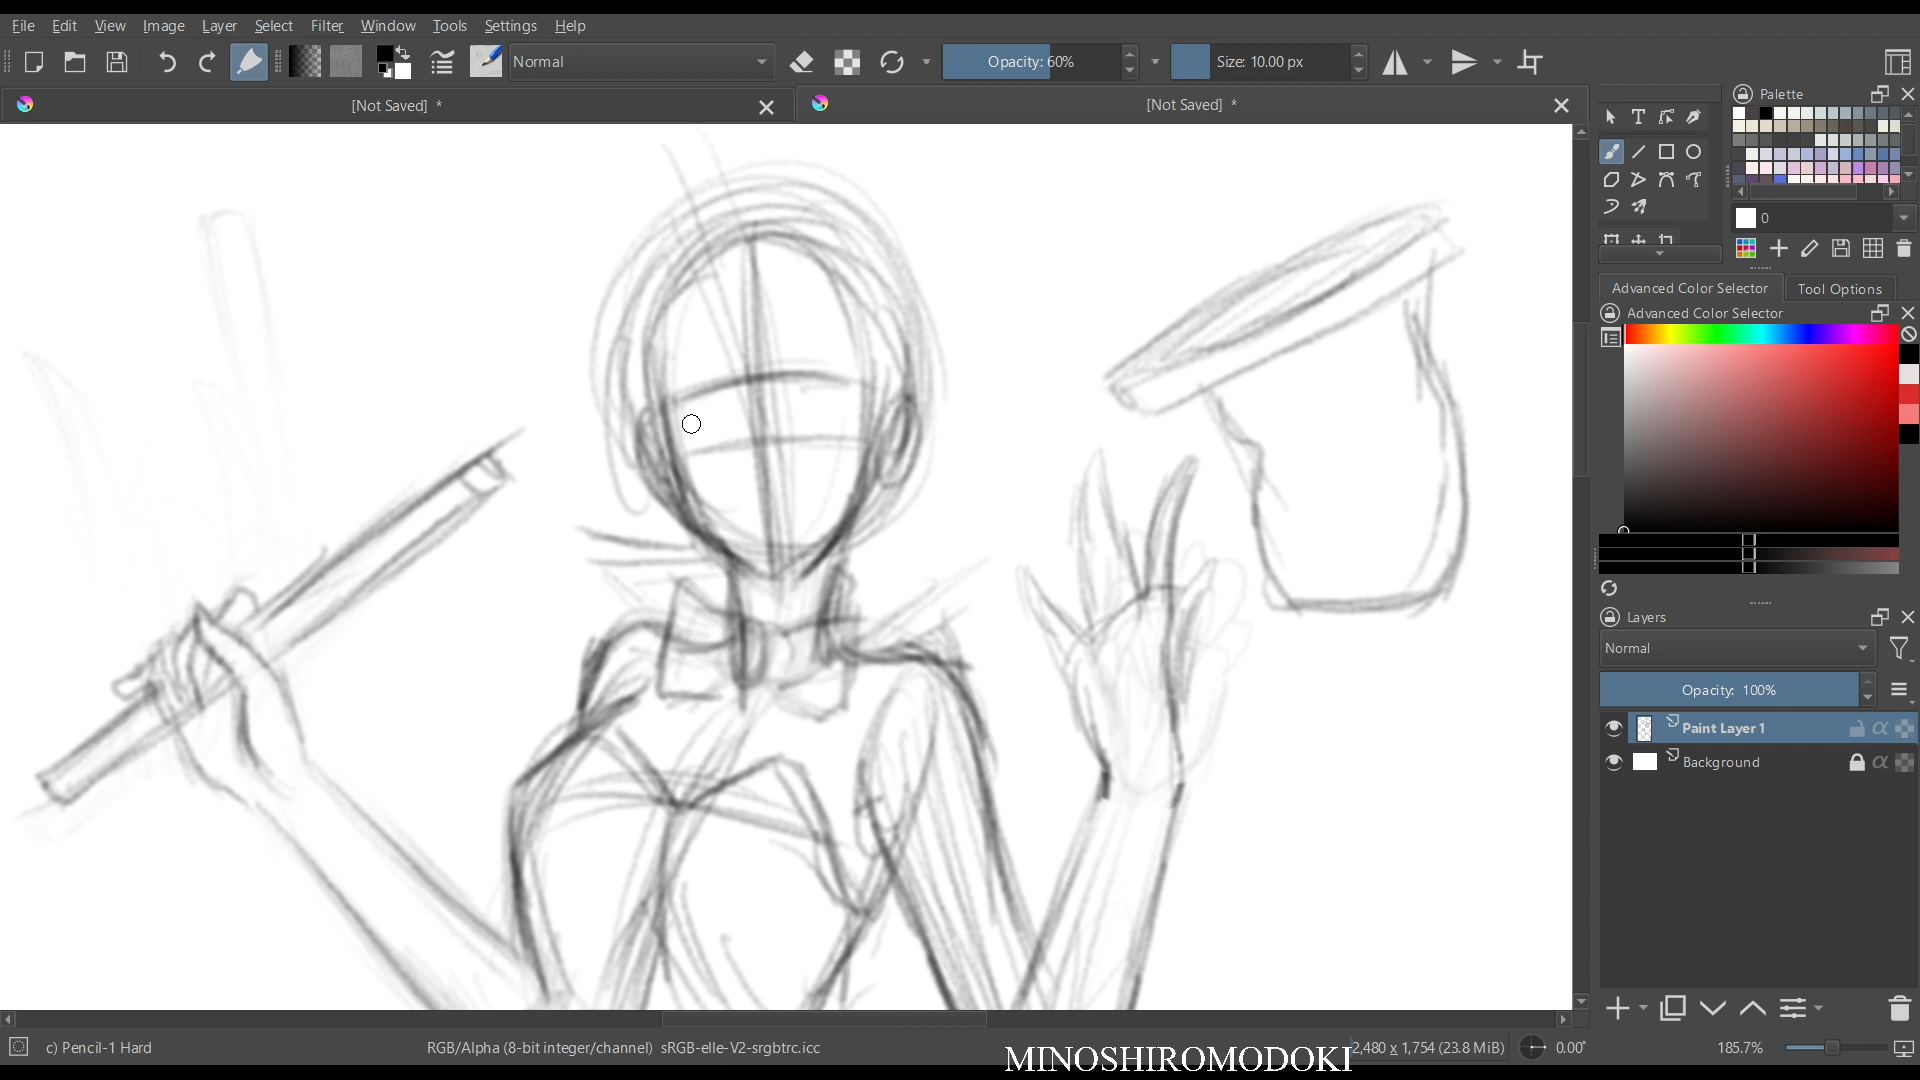 File Edit View Image Layer Select Filter Window Tools Settings Help
Normal
Opacity: 60%
Size: 10.00 px
[Not Saved] *
[Not Saved] *
Palette
0
Advanced Color Selector
Tool Options
Advanced Color Selector
Layers
Normal
Opacity: 100%
Paint Layer 1
Background
c) Pencil-1 Hard
RGB/Alpha (8-bit integer/channel) sRGB-elle-V2-srgbtrc.icc
MINOSHIROMODOKI
2,480 x 1,754 (23.8 MiB)
0.00°
185.7%